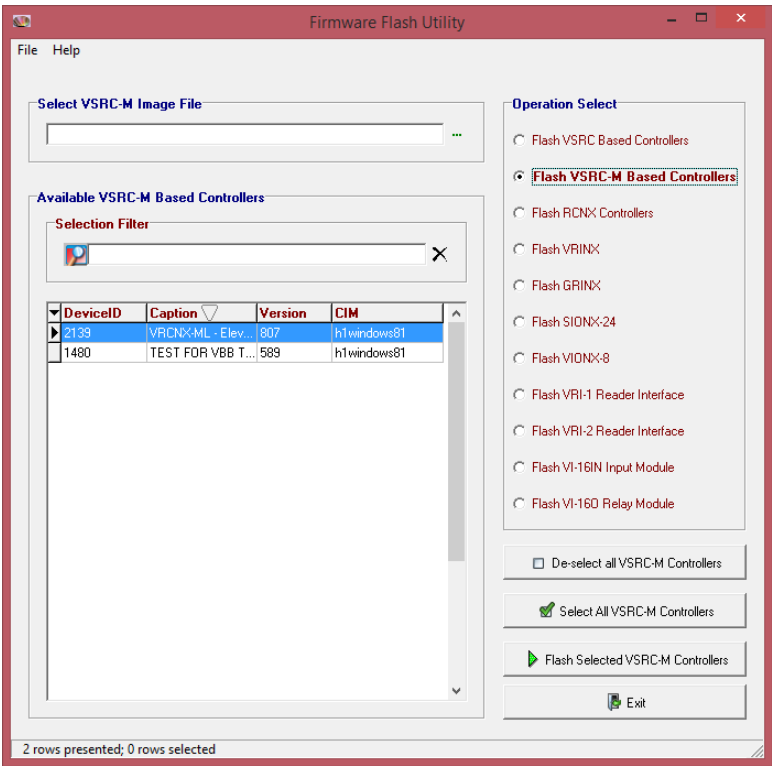 Firmware Flash Utility
File Help
Select VSRC-M Image File
...
Available VSRC-M Based Controllers
Selection Filter
DeviceID Caption Version CIM
2139 VRCNX-ML - Elev... 807 h1windows81
1480 TEST FOR VBB T... 589 h1windows81
Operation Select
Flash VSRC Based Controllers
Flash VSRC-M Based Controllers
Flash RCNX Controllers
Flash VRINX
Flash GRINX
Flash SIONX-24
Flash VIONX-8
Flash VRI-1 Reader Interface
Flash VRI-2 Reader Interface
Flash VI-16IN Input Module
Flash VI-16O Relay Module
De-select all VSRC-M Controllers
Select All VSRC-M Controllers
Flash Selected VSRC-M Controllers
Exit
2 rows presented; 0 rows selected